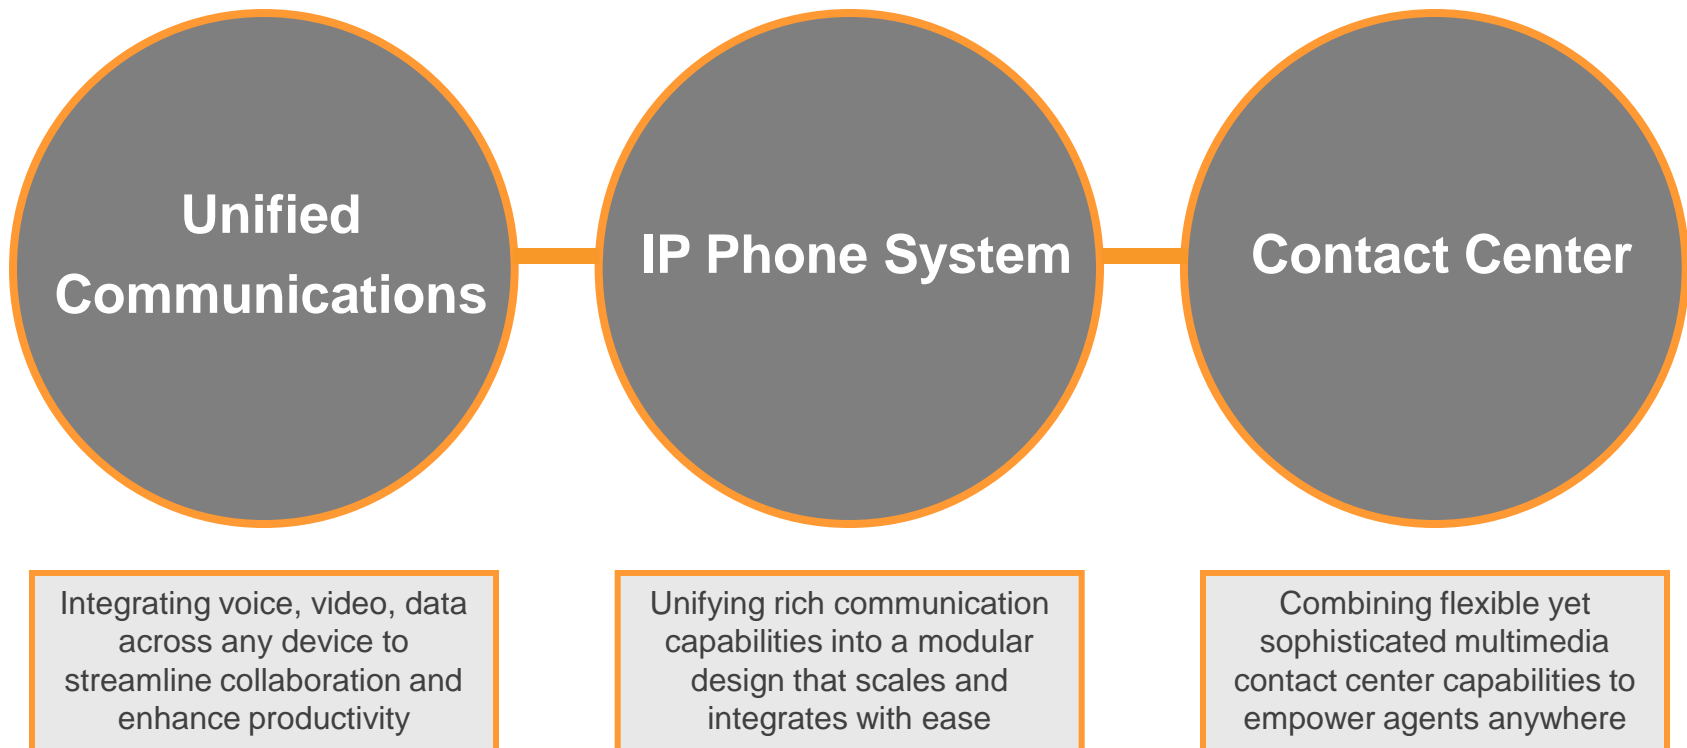 Unified
Communications
IP Phone System
Contact Center
Integrating voice, video, data
across any device to
streamline collaboration and
enhance productivity
Unifying rich communication
capabilities into a modular
design that scales and
integrates with ease
Combining flexible yet
sophisticated multimedia
contact center capabilities to
empower agents anywhere